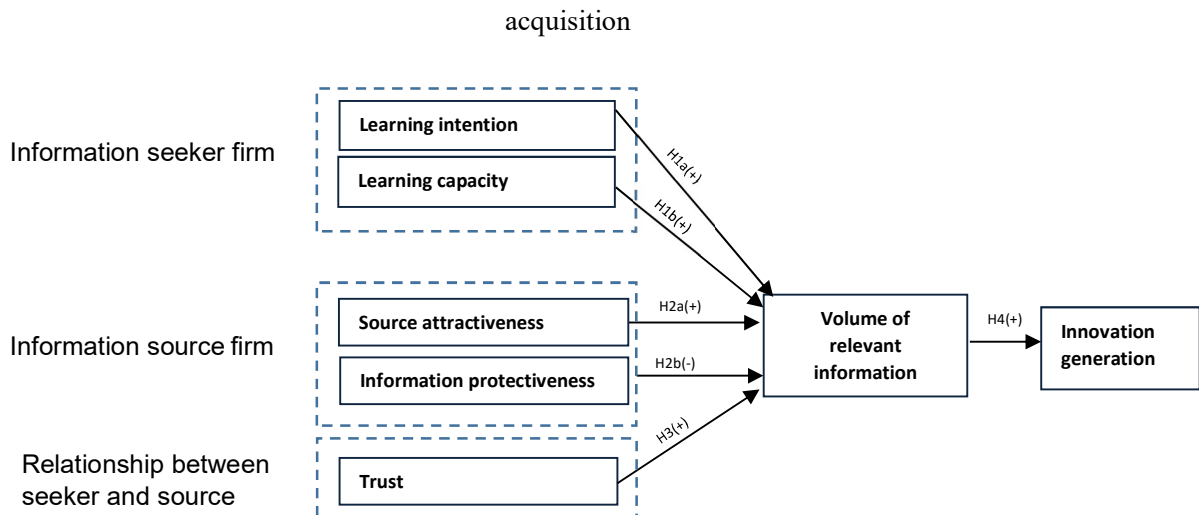 acquisition
Information seeker firm
Learning intention
Learning capacity
H1a(+)
H1b(+)
Information source firm
Source attractiveness
Information protectiveness
H2a(+)
H2b(-)
Relationship between
seeker and source
Trust
H3(+)
Volume of
relevant
information
H4(+)
Innovation
generation